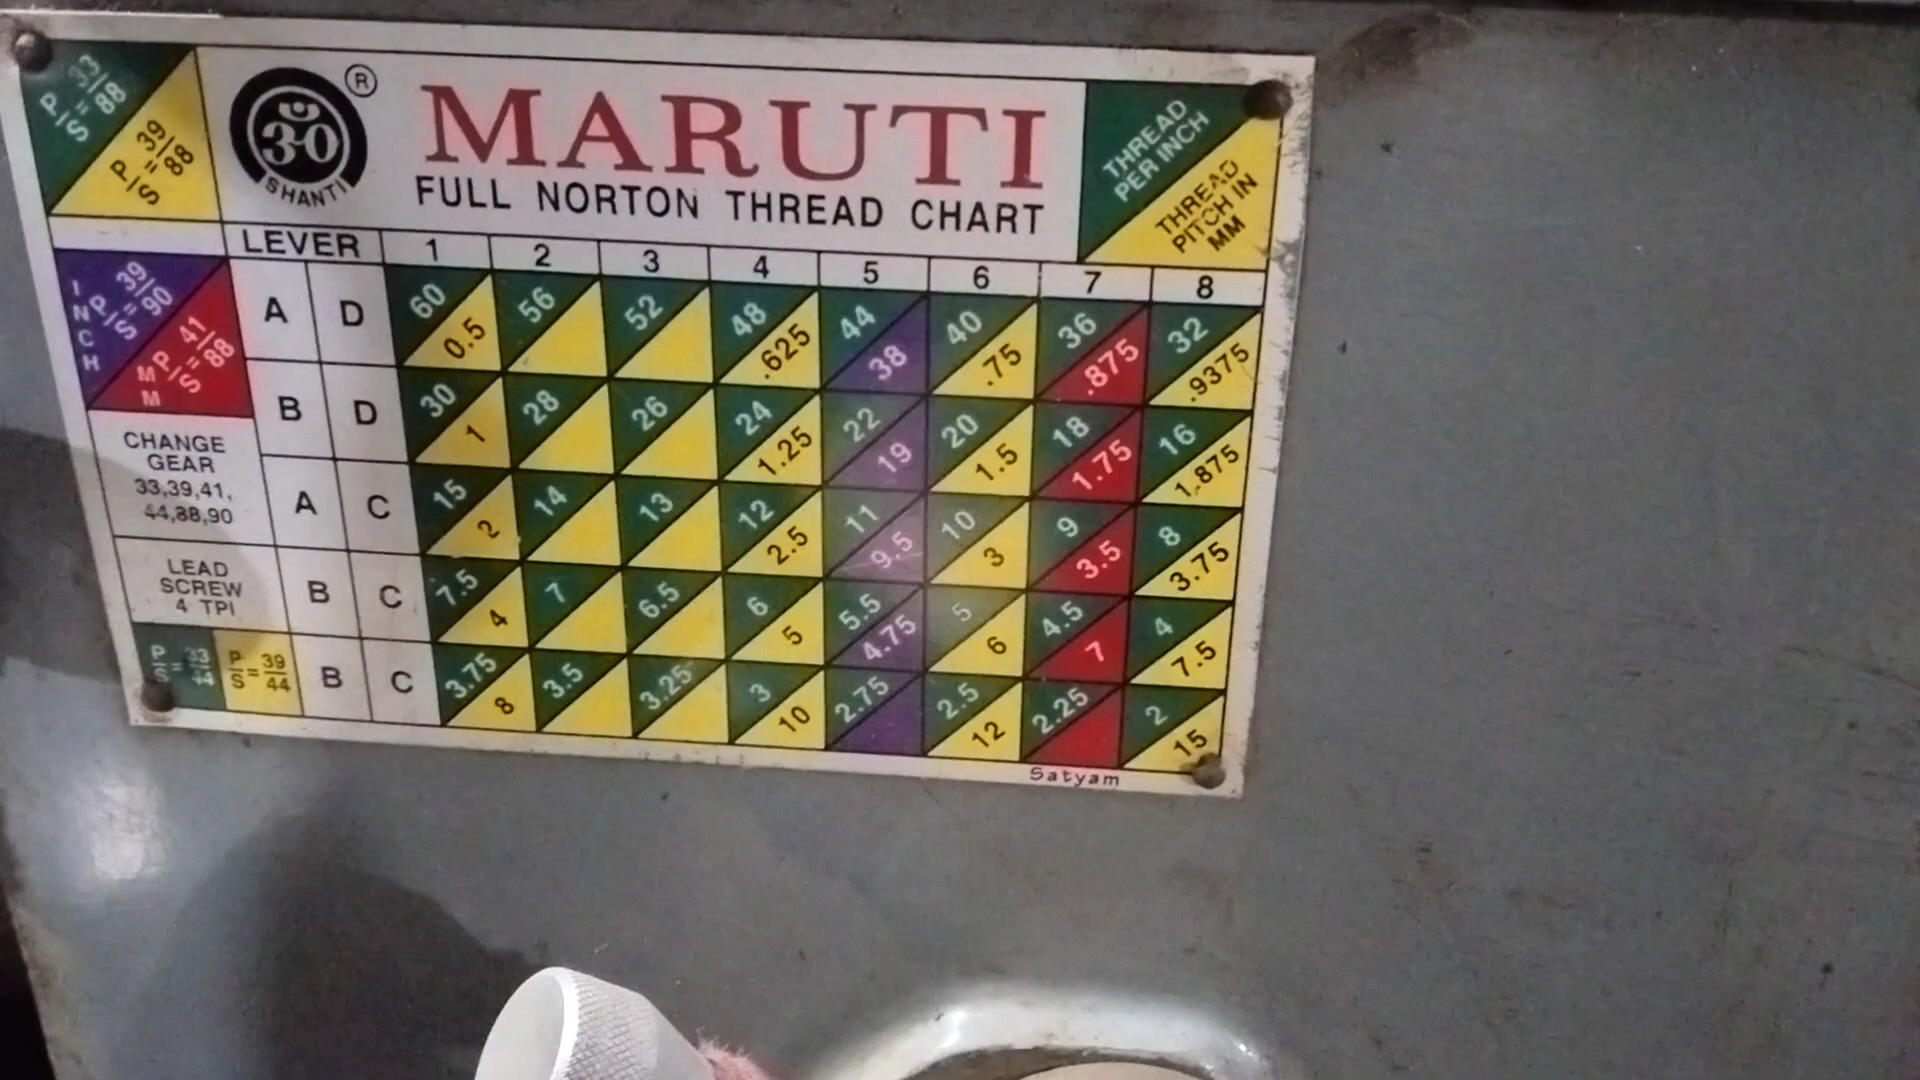 P/S = 33/88
P/S = 39/88
ॐ
SHANTI
®
MARUTI
FULL NORTON THREAD CHART
THREAD
PER INCH
THREAD
PITCH IN
MM
INCH P/S = 39/90
MM P/S = 41/88
LEVER 1 2 3 4 5 6 7 8
A D 60 0.5 56 52 48 .625 44 38 40 .75 36 .875 32 .9375
B D 30 1 28 26 24 1.25 22 19 20 1.5 18 1.75 16 1.875
CHANGE
GEAR
33,39,41,
44,88,90
A C 15 2 14 13 12 2.5 11 9.5 10 3 9 3.5 8 3.75
LEAD
SCREW
4 TPI
B C 7.5 4 7 6.5 6 5 5.5 4.75 5 6 4.5 7 4 7.5
P/S = 33/44 P/S = 39/44 B C 3.75 8 3.5 3.25 3 10 2.75 2.5 12 2.25 2 15
Satyam